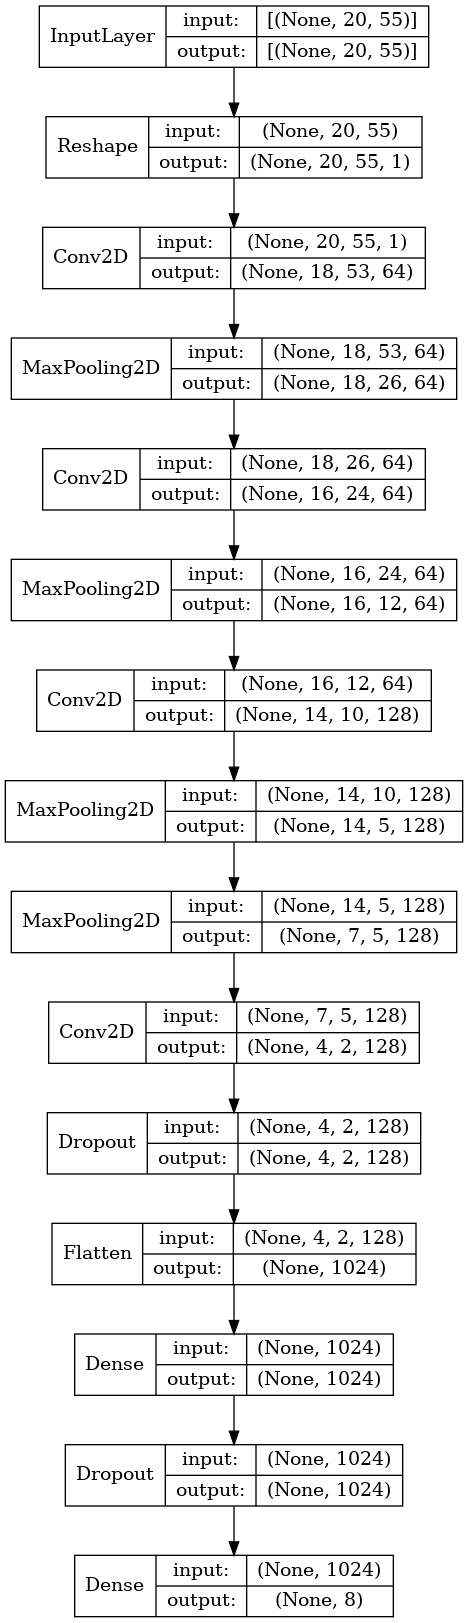 InputLayer
input: [(None, 20, 55)]
output: [(None, 20, 55)]
Reshape
input: (None, 20, 55)
output: (None, 20, 55, 1)
Conv2D
input: (None, 20, 55, 1)
output: (None, 18, 53, 64)
MaxPooling2D
input: (None, 18, 53, 64)
output: (None, 18, 26, 64)
Conv2D
input: (None, 18, 26, 64)
output: (None, 16, 24, 64)
MaxPooling2D
input: (None, 16, 24, 64)
output: (None, 16, 12, 64)
Conv2D
input: (None, 16, 12, 64)
output: (None, 14, 10, 128)
MaxPooling2D
input: (None, 14, 10, 128)
output: (None, 14, 5, 128)
MaxPooling2D
input: (None, 14, 5, 128)
output: (None, 7, 5, 128)
Conv2D
input: (None, 7, 5, 128)
output: (None, 4, 2, 128)
Dropout
input: (None, 4, 2, 128)
output: (None, 4, 2, 128)
Flatten
input: (None, 4, 2, 128)
output: (None, 1024)
Dense
input: (None, 1024)
output: (None, 1024)
Dropout
input: (None, 1024)
output: (None, 1024)
Dense
input: (None, 1024)
output: (None, 8)